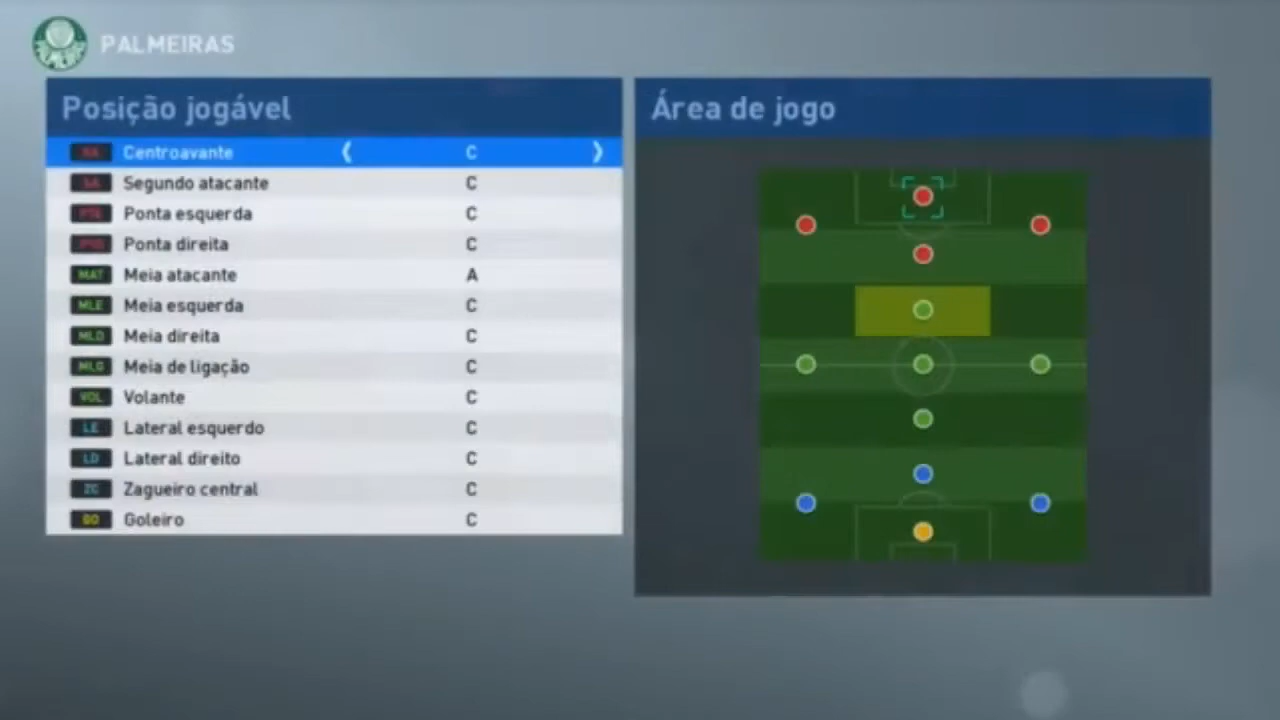 PALMEIRAS
Posição jogável
Centroavante C
Segundo atacante C
Ponta esquerda C
Ponta direita C
MAT Meia atacante A
MLE Meia esquerda C
MLD Meia direita C
MLG Meia de ligação C
VOL Volante C
LE Lateral esquerdo C
LD Lateral direito C
ZC Zagueiro central C
GO Goleiro C
Área de jogo